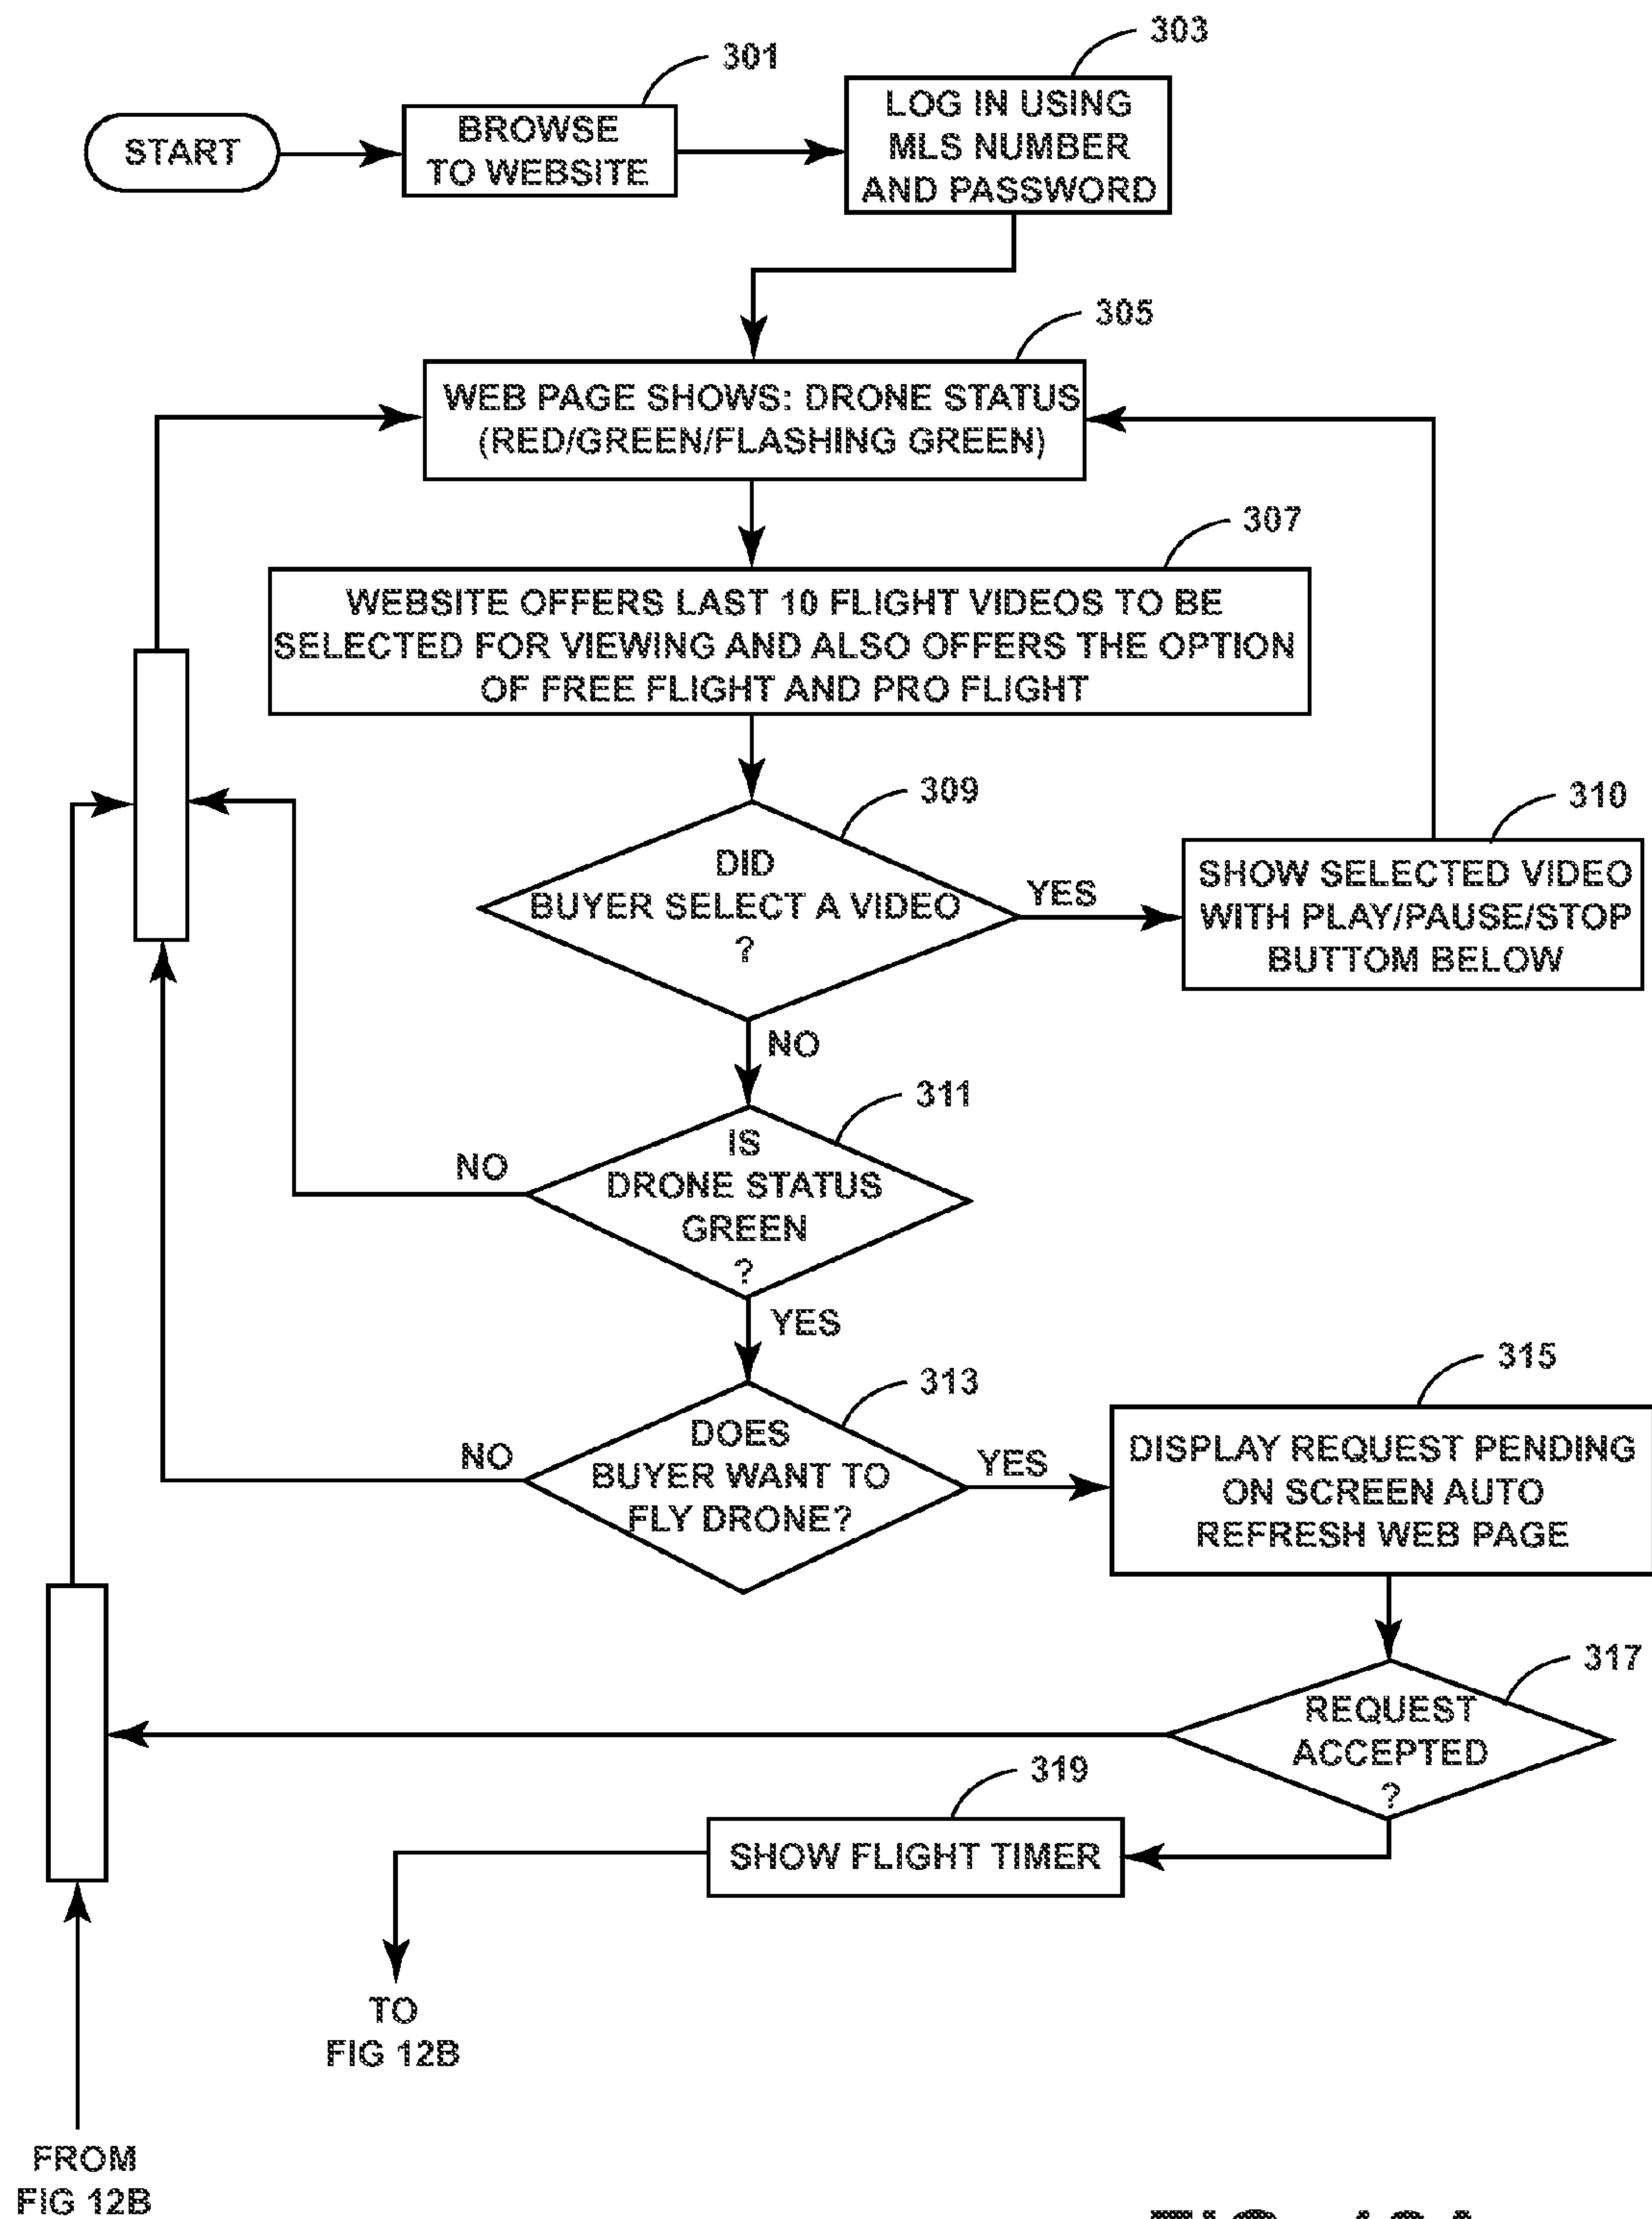 303
301
START
BROWSE
TO WEBSITE
LOG IN USING
MLS NUMBER
AND PASSWORD
305
WEB PAGE SHOWS: DRONE STATUS
(RED/GREEN/FLASHING GREEN)
307
WEBSITE OFFERS LAST 10 FLIGHT VIDEOS TO BE
SELECTED FOR VIEWING AND ALSO OFFERS THE OPTION
OF FREE FLIGHT AND PRO FLIGHT
309
DID
BUYER SELECT A VIDEO
?
YES
310
SHOW SELECTED VIDEO
WITH PLAY/PAUSE/STOP
BUTTOM BELOW
NO
311
IS
DRONE STATUS
GREEN
?
NO
YES
313
DOES
BUYER WANT TO
FLY DRONE?
NO
YES
315
DISPLAY REQUEST PENDING
ON SCREEN AUTO
REFRESH WEB PAGE
317
REQUEST
ACCEPTED
?
319
SHOW FLIGHT TIMER
TO
FIG 12B
FROM
FIG 12B